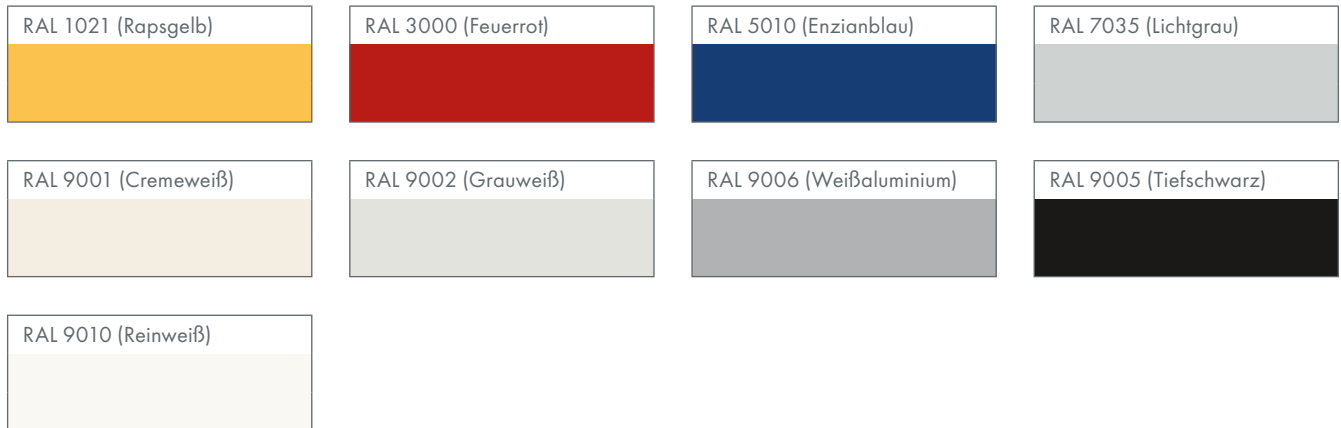 RAL 1021 (Rapsgelb)
RAL 3000 (Feuerrot)
RAL 5010 (Enzianblau)
RAL 7035 (Lichtgrau)
RAL 9001 (Cremeweiß)
RAL 9002 (Grauweiß)
RAL 9006 (Weißaluminium)
RAL 9005 (Tiefschwarz)
RAL 9010 (Reinweiß)